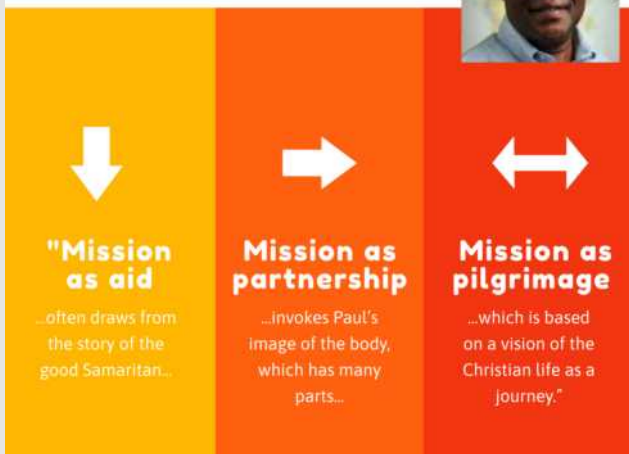 "Mission
as aid
...often draws from
the story of the
good Samaritan...
Mission as
partnership
...invokes Paul's
image of the body,
which has many
parts...
Mission as
pilgrimage
...which is based
on a vision of the
Christian life as a
journey."